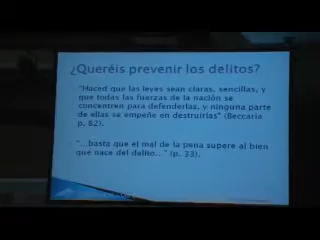 ¿Queréis prevenir los delitos?
"Haced que las leyes sean claras, sencillas, y
que todas las fuerzas de la nación se
concentren para defenderlas, y ninguna parte
de ellas se empeñe en destruirlas" (Beccaria
p. 82).
"...basta que el mal de la pena supere al bien
que nace del delito..." (p. 33).